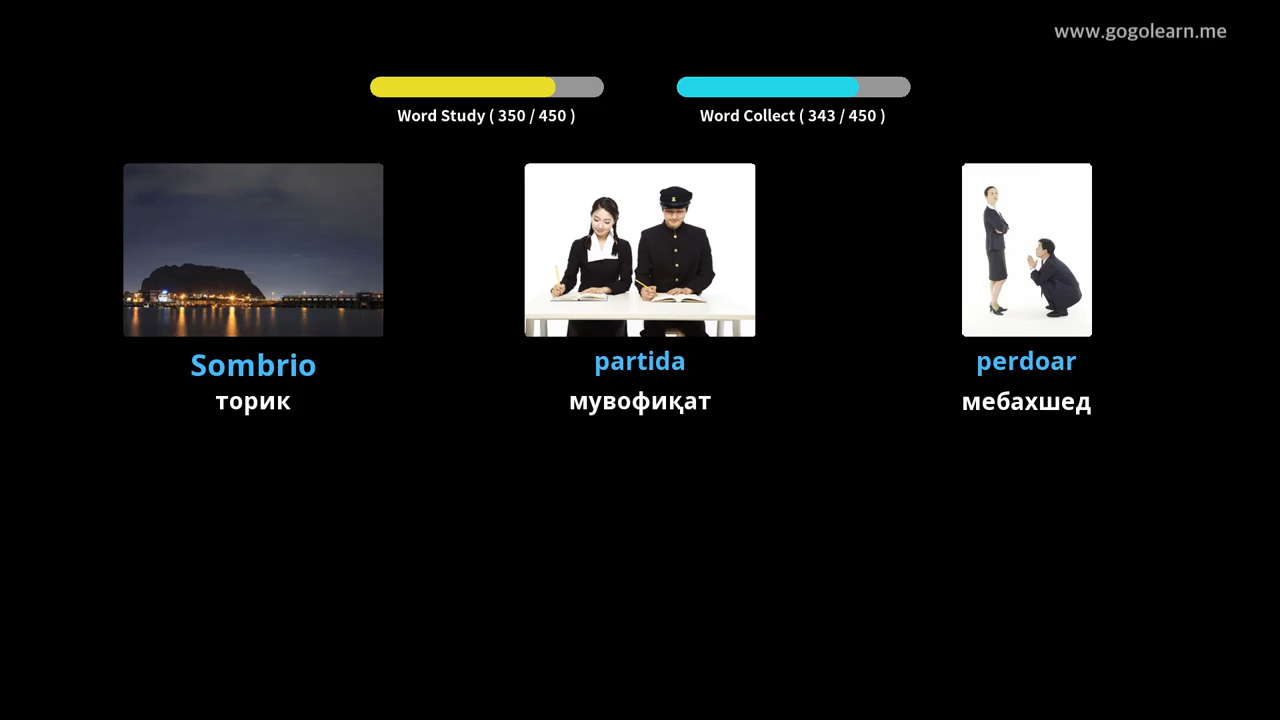 www.gogolearn.me
Word Study ( 350 / 450 )
Word Collect ( 343 / 450 )
Sombrio
торик
partida
мувофиқат
perdoar
мебахшед